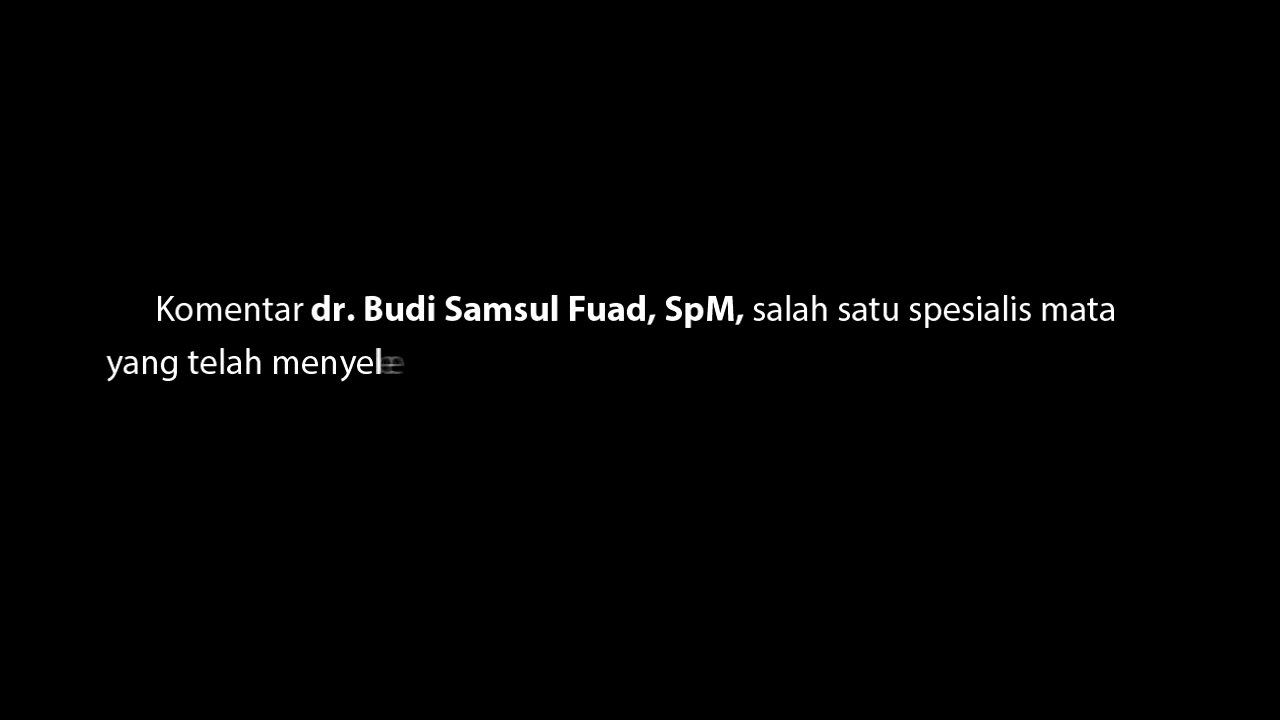 Komentar dr. Budi Samsul Fuad, SpM, salah satu spesialis mata
yang telah menyel